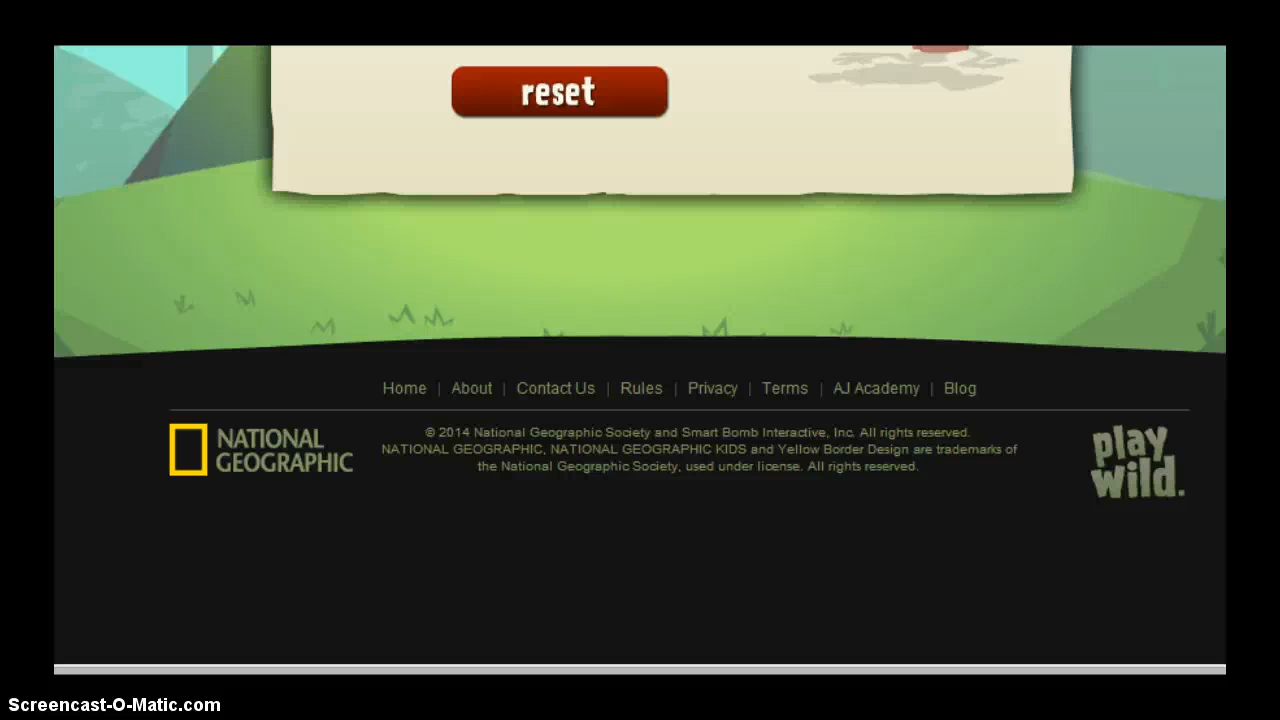 reset
Home | About | Contact Us | Rules | Privacy | Terms | AJ Academy | Blog
NATIONAL
GEOGRAPHIC
© 2014 National Geographic Society and Smart Bomb Interactive, Inc. All rights reserved.
NATIONAL GEOGRAPHIC, NATIONAL GEOGRAPHIC KIDS and Yellow Border Design are trademarks of
the National Geographic Society, used under license. All rights reserved.
play
wild.
Screencast-O-Matic.com